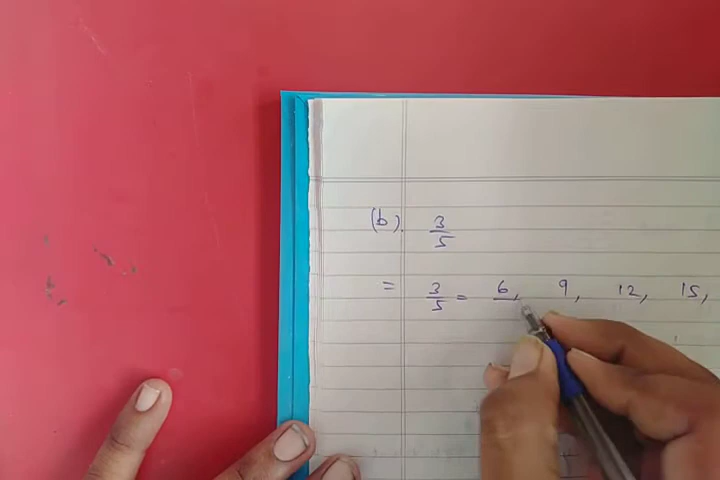 (b). 3/5
= 3/5 = 6, 9, 12, 15,